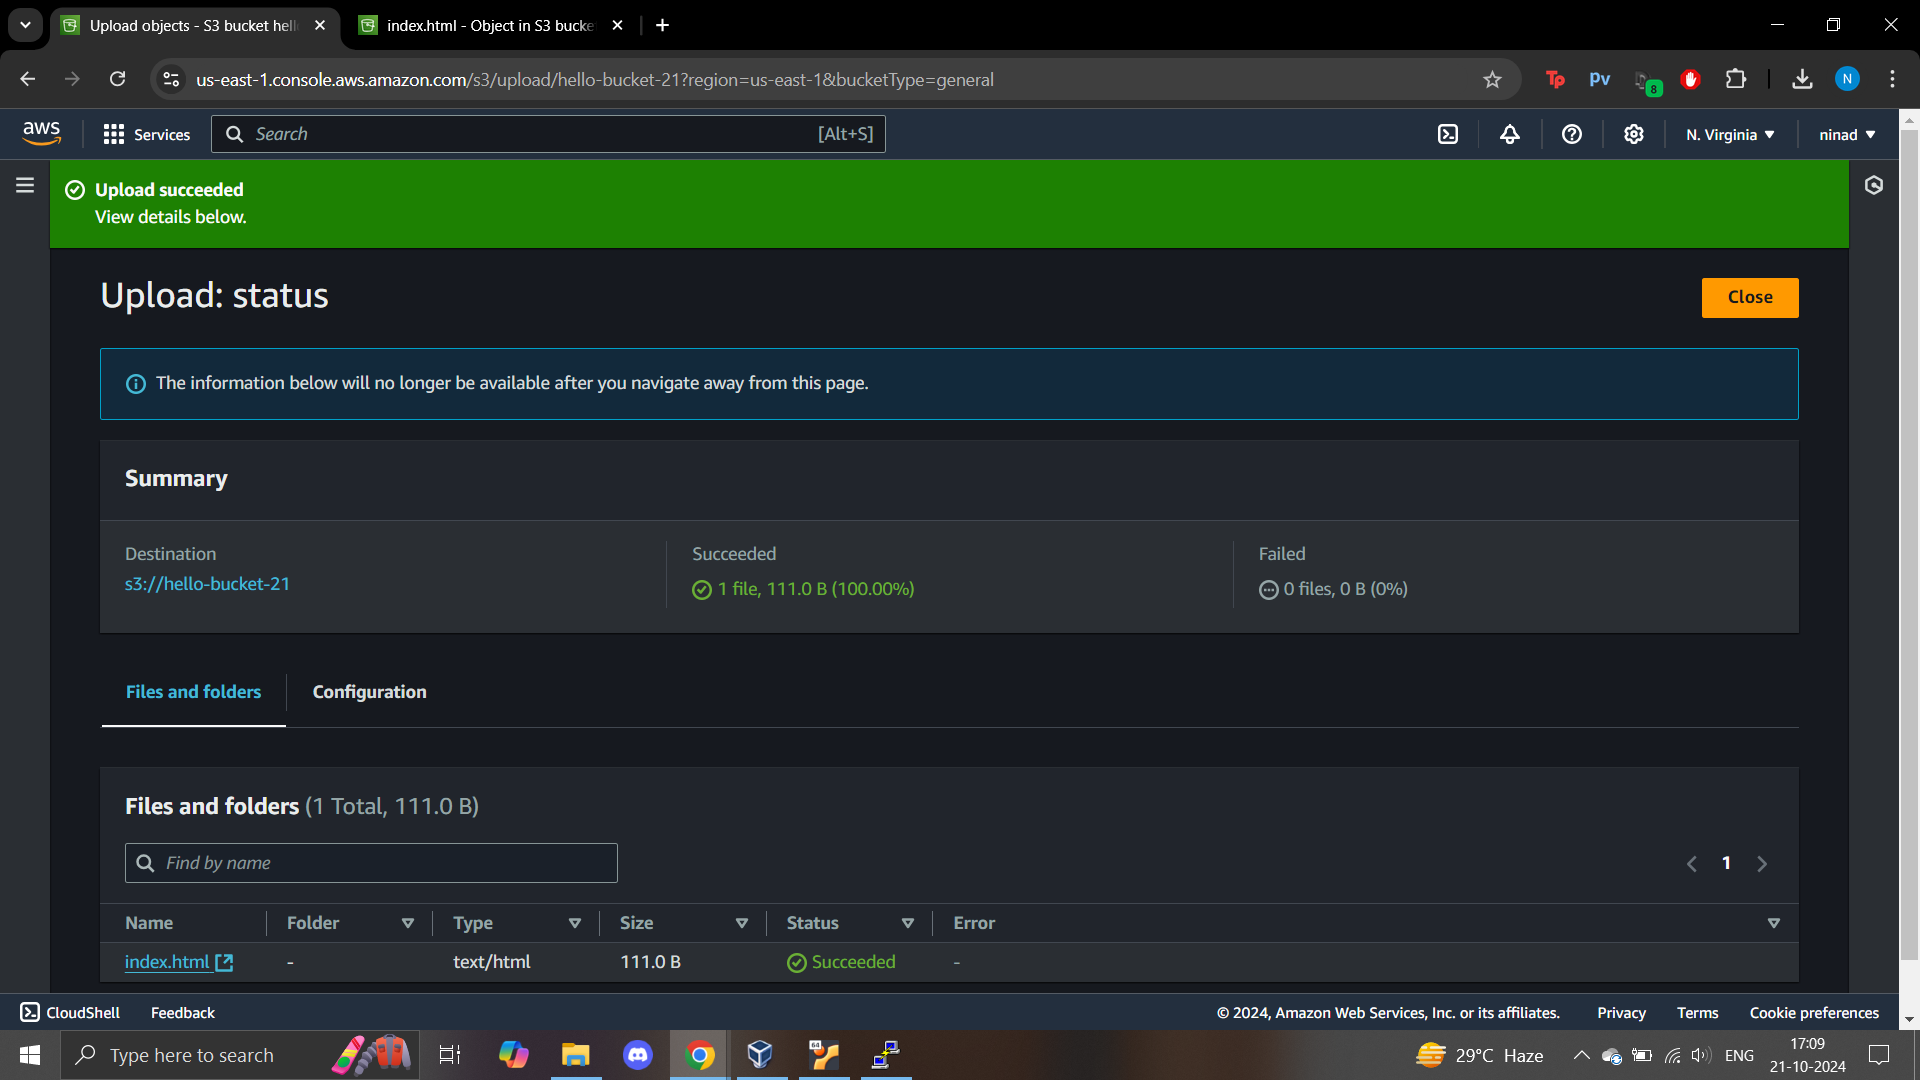 Upload objects - S3 bucket hell
index.html - Object in S3 bucke
us-east-1.console.aws.amazon.com/s3/upload/hello-bucket-21?region=us-east-1&bucketType=general
Tp
pv
8
N
aws
Services
Search
[Alt+S]
N. Virginia
ninad
Upload succeeded
View details below.
Upload: status
Close
The information below will no longer be available after you navigate away from this page.
Summary
Destination
s3://hello-bucket-21
Succeeded
1 file, 111.0 B (100.00%)
Failed
0 files, 0 B (0%)
Files and folders
Configuration
Files and folders (1 Total, 111.0 B)
Find by name
1
Name Folder Type Size Status Error
index.html - text/html 111.0 B Succeeded -
CloudShell
Feedback
© 2024, Amazon Web Services, Inc. or its affiliates.
Privacy
Terms
Cookie preferences
Type here to search
64
29°C Haze
ENG
17:09
21-10-2024